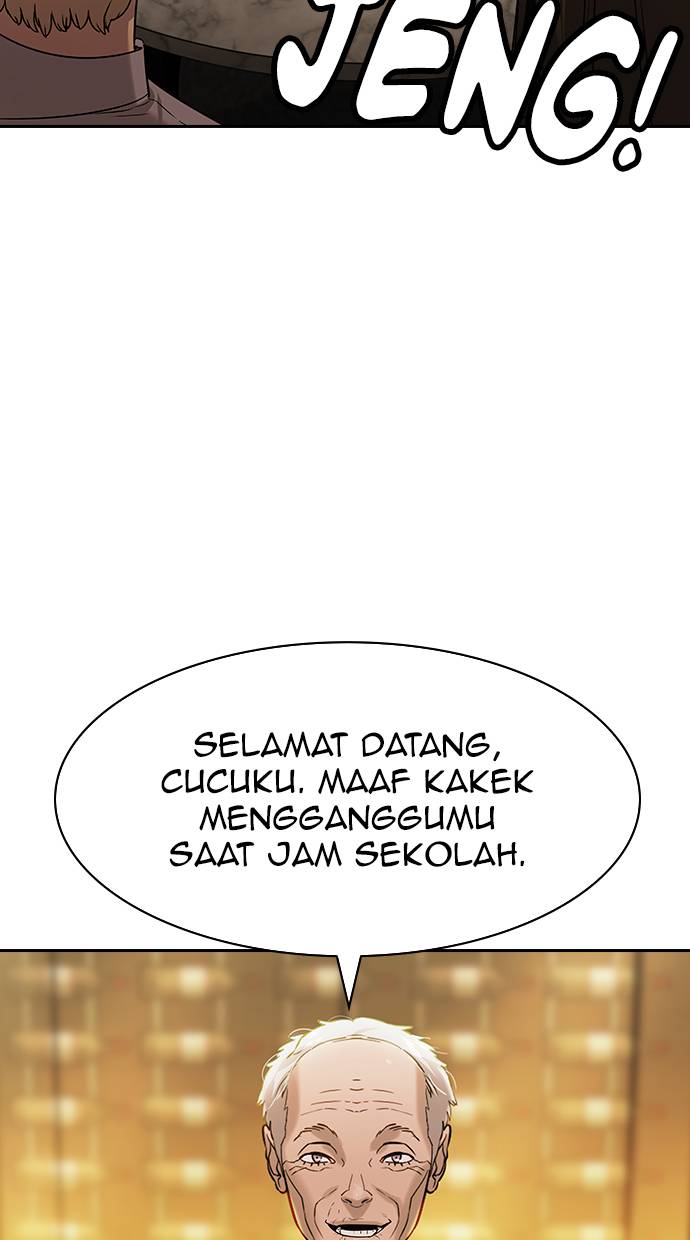 JENG!
SELAMAT DATANG,
CUCUKU. MAAF KAKEK
MENGGANGGUMU
SAAT JAM SEKOLAH.